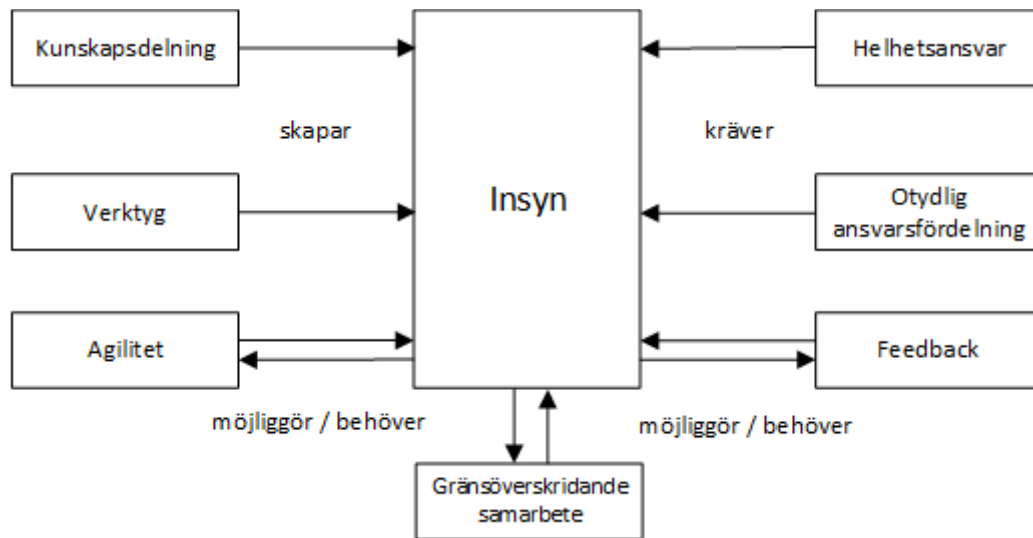 Kunskapsdelning
Helhetsansvar
skapar
kräver
Insyn
Verktyg
Otydlig
ansvarsfördelning
Agilitet
Feedback
möjliggör / behöver
möjliggör / behöver
Gränsöverskridande
samarbete